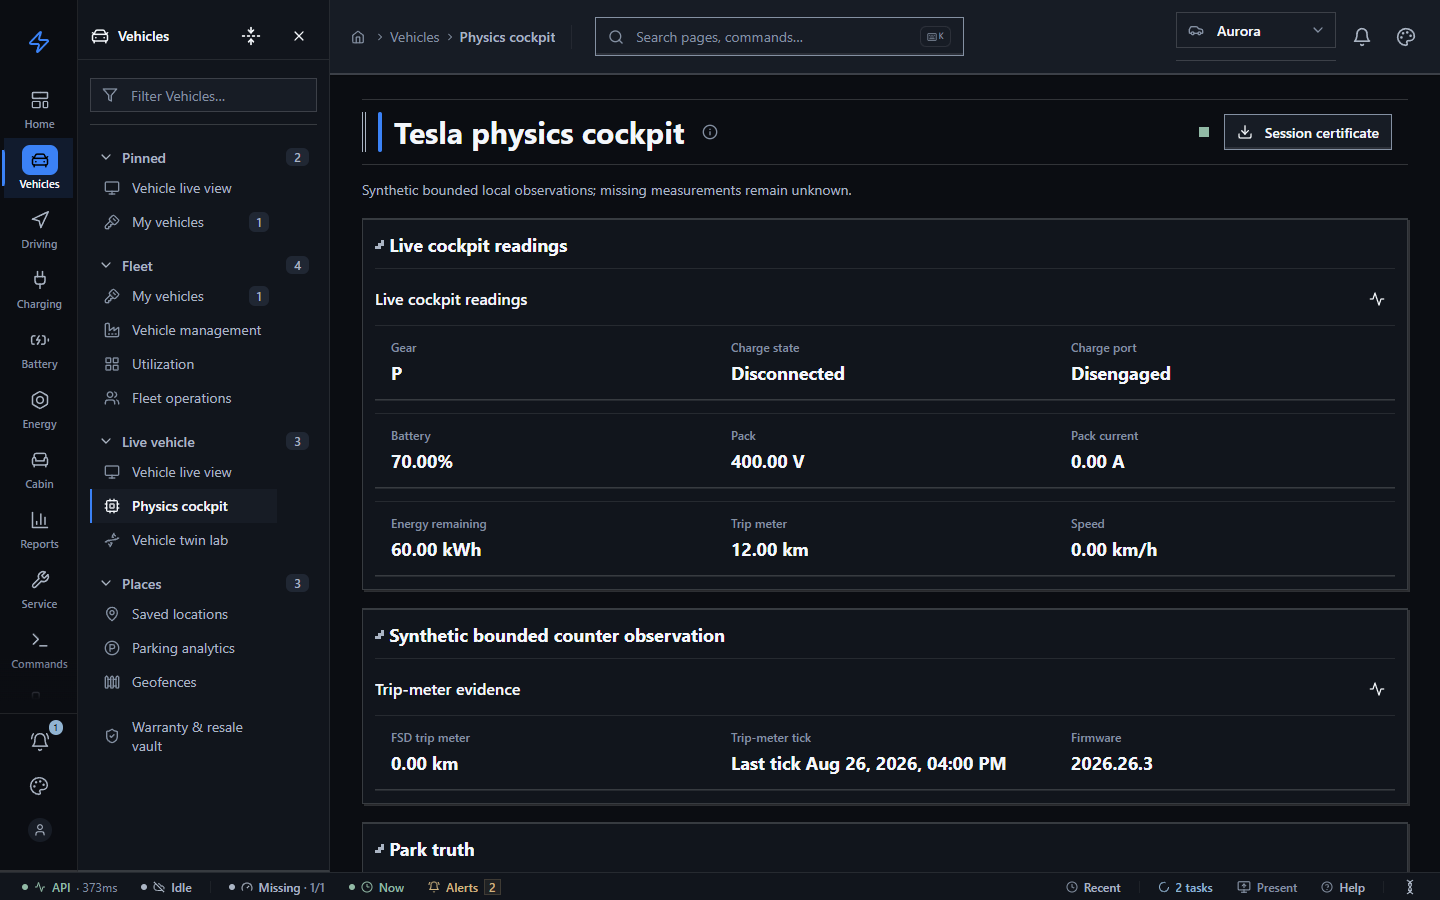 Home
Vehicles
Driving
Charging
Battery
Energy
Cabin
Reports
Service
Commands
1
Vehicles
Filter Vehicles...
Pinned 2
Vehicle live view
My vehicles 1
Fleet 4
My vehicles 1
Vehicle management
Utilization
Fleet operations
Live vehicle 3
Vehicle live view
Physics cockpit
Vehicle twin lab
Places 3
Saved locations
Parking analytics
Geofences
Warranty & resale
vault
Vehicles Physics cockpit
Search pages, commands... K
Aurora
Tesla physics cockpit
Session certificate
Synthetic bounded local observations; missing measurements remain unknown.
Live cockpit readings
Live cockpit readings
Gear Charge state Charge port
P Disconnected Disengaged
Battery Pack Pack current
70.00% 400.00 V 0.00 A
Energy remaining Trip meter Speed
60.00 kWh 12.00 km 0.00 km/h
Synthetic bounded counter observation
Trip-meter evidence
FSD trip meter Trip-meter tick Firmware
0.00 km Last tick Aug 26, 2026, 04:00 PM 2026.26.3
Park truth
API · 373ms Idle Missing · 1/1 Now Alerts 2 Recent 2 tasks Present Help